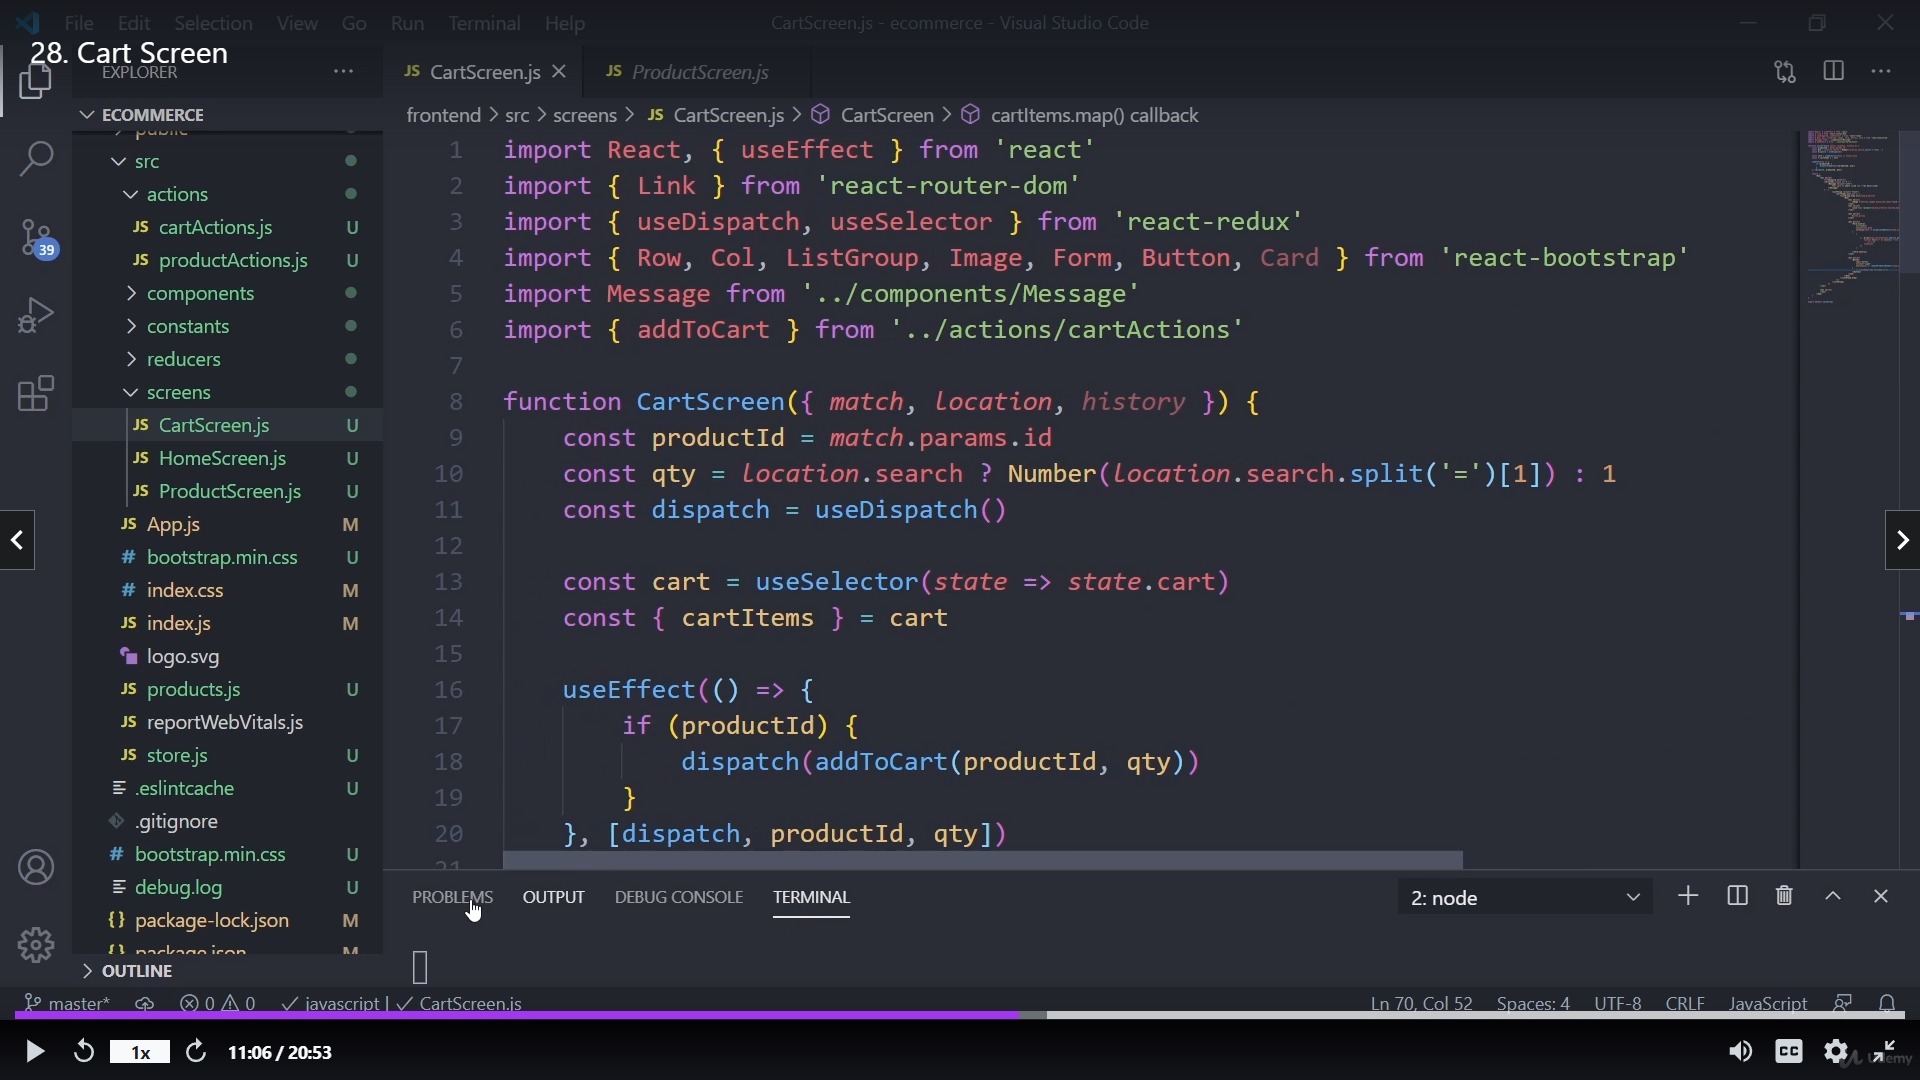 File Edit Selection View Go Run Terminal Help
CartScreen.js - ecommerce - Visual Studio Code
28. Cart Screen
EXPLORER
ECOMMERCE
public
src
actions
JS cartActions.js U
JS productActions.js U
components
constants
reducers
screens
JS CartScreen.js U
JS HomeScreen.js U
JS ProductScreen.js U
JS App.js M
# bootstrap.min.css U
# index.css M
JS index.js M
logo.svg
JS products.js U
JS reportWebVitals.js
JS store.js U
.eslintcache U
.gitignore
# bootstrap.min.css U
debug.log U
{} package-lock.json M
{} package.json M
OUTLINE
39
JS CartScreen.js
JS ProductScreen.js
frontend > src > screens > JS CartScreen.js > CartScreen > cartItems.map() callback
1 import React, { useEffect } from 'react'
2 import { Link } from 'react-router-dom'
3 import { useDispatch, useSelector } from 'react-redux'
4 import { Row, Col, ListGroup, Image, Form, Button, Card } from 'react-bootstrap'
5 import Message from '../components/Message'
6 import { addToCart } from '../actions/cartActions'
7
8 function CartScreen({ match, location, history }) {
9 const productId = match.params.id
10 const qty = location.search ? Number(location.search.split('=')[1]) : 1
11 const dispatch = useDispatch()
12
13 const cart = useSelector(state => state.cart)
14 const { cartItems } = cart
15
16 useEffect(() => {
17 if (productId) {
18 dispatch(addToCart(productId, qty))
19 }
20 }, [dispatch, productId, qty])
21
PROBLEMS OUTPUT DEBUG CONSOLE TERMINAL
2: node
master* 0 0 javascript | CartScreen.js
Ln 70, Col 52 Spaces: 4 UTF-8 CRLF JavaScript
1x 11:06 / 20:53
CC
Udemy